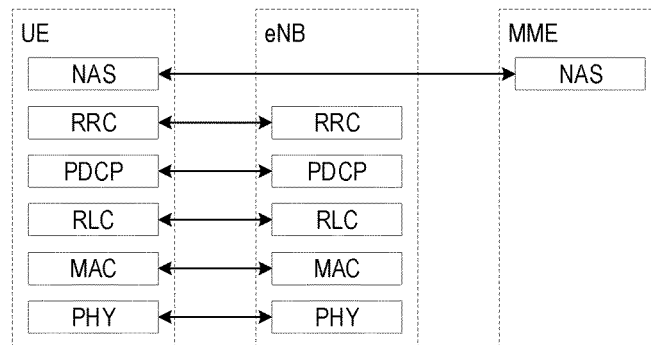 UE eNB MME
NAS NAS
RRC RRC
PDCP PDCP
RLC RLC
MAC MAC
PHY PHY